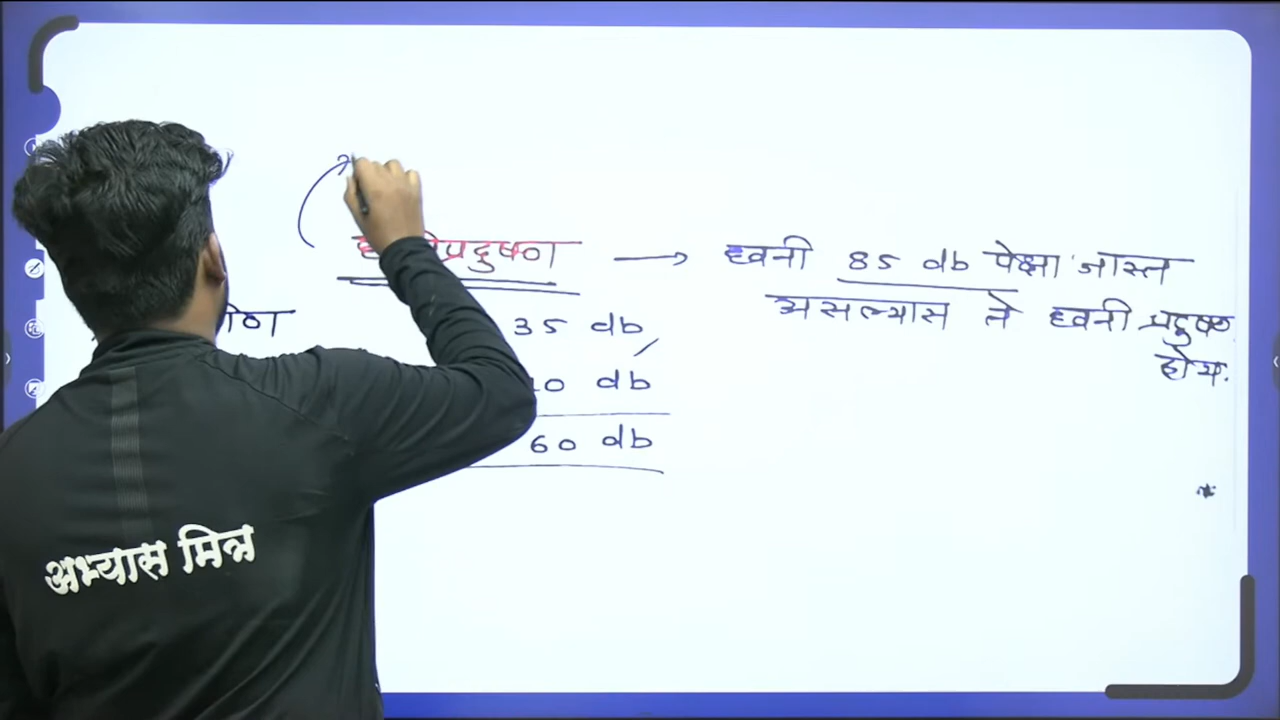 प्रदुषण → ध्वनी 85 db पेक्षा जास्त
असल्यास ते ध्वनी प्रदुषण
होय.
35 db
db
60 db
अभ्यास मित्र